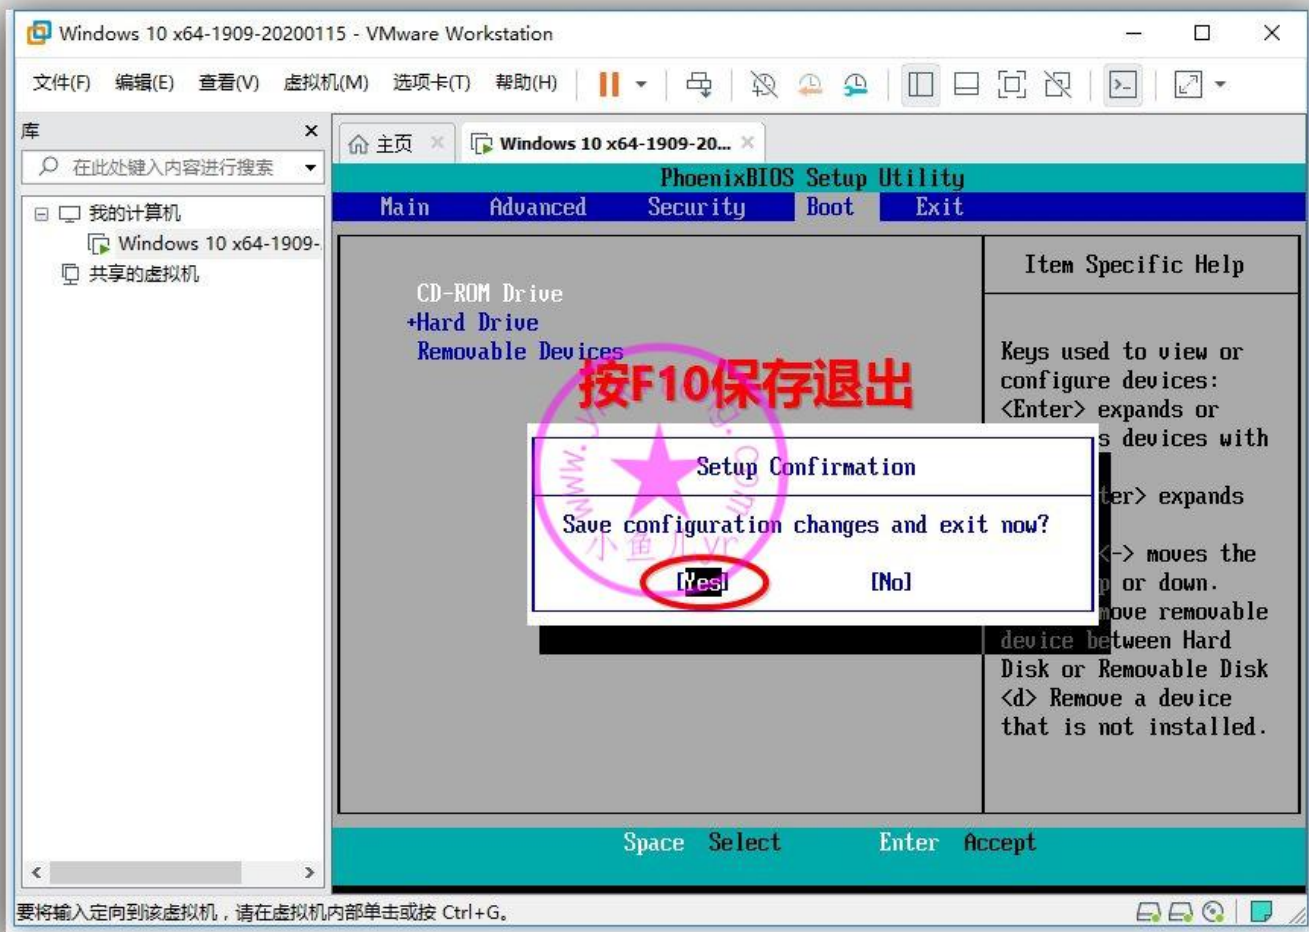 Windows 10 x64-1909-20200115 - VMware Workstation
文件(F) 编辑(E) 查看(V) 虚拟机(M) 选项卡(T) 帮助(H)
库
在此处键入内容进行搜索
我的计算机
Windows 10 x64-1909-
共享的虚拟机
主页
Windows 10 x64-1909-20...
PhoenixBIOS Setup Utility
Main Advanced Security Boot Exit
CD-ROM Drive
+Hard Drive
Removable Devices
按F10保存退出
Setup Confirmation
Save configuration changes and exit now?
[Yes] [No]
小鱼儿yr
Item Specific Help
Keys used to view or
configure devices:
<Enter> expands or
devices with
expands
<-> moves the
or down.
removable
device between Hard
Disk or Removable Disk
<d> Remove a device
that is not installed.
Space Select Enter Accept
要将输入定向到该虚拟机，请在虚拟机内部单击或按 Ctrl+G。